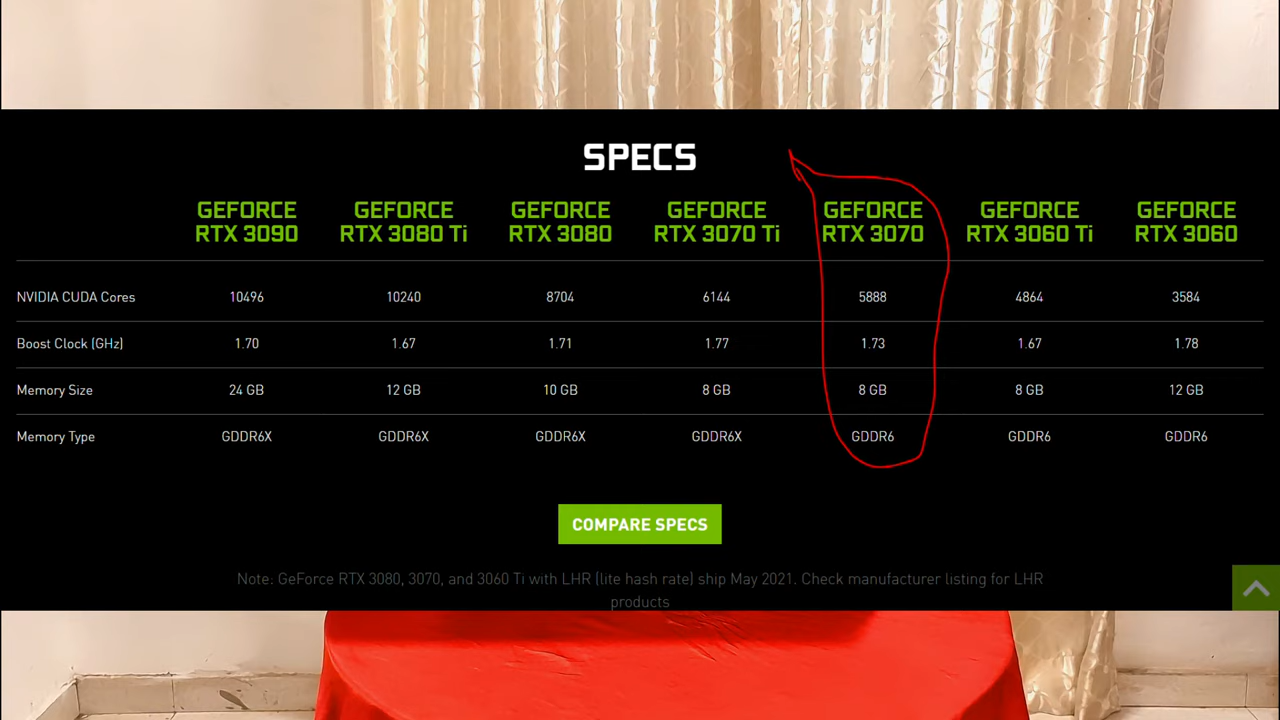 SPECS
GEFORCE RTX 3090 GEFORCE RTX 3080 Ti GEFORCE RTX 3080 GEFORCE RTX 3070 Ti GEFORCE RTX 3070 GEFORCE RTX 3060 Ti GEFORCE RTX 3060
NVIDIA CUDA Cores 10496 10240 8704 6144 5888 4864 3584
Boost Clock (GHz) 1.70 1.67 1.71 1.77 1.73 1.67 1.78
Memory Size 24 GB 12 GB 10 GB 8 GB 8 GB 8 GB 12 GB
Memory Type GDDR6X GDDR6X GDDR6X GDDR6X GDDR6 GDDR6 GDDR6
COMPARE SPECS
Note: GeForce RTX 3080, 3070, and 3060 Ti with LHR (lite hash rate) ship May 2021. Check manufacturer listing for LHR
products